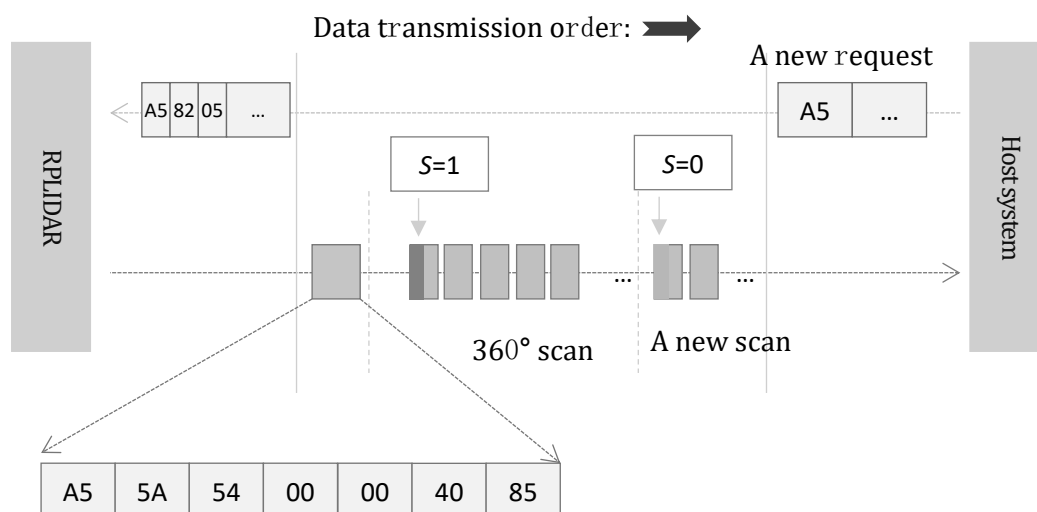 Data transmission order:
A new request
A5 82 05 ...
A5 ...
RPLIDAR
Host system
S=1
S=0
...
...
360° scan
A new scan
A5 5A 54 00 00 40 85